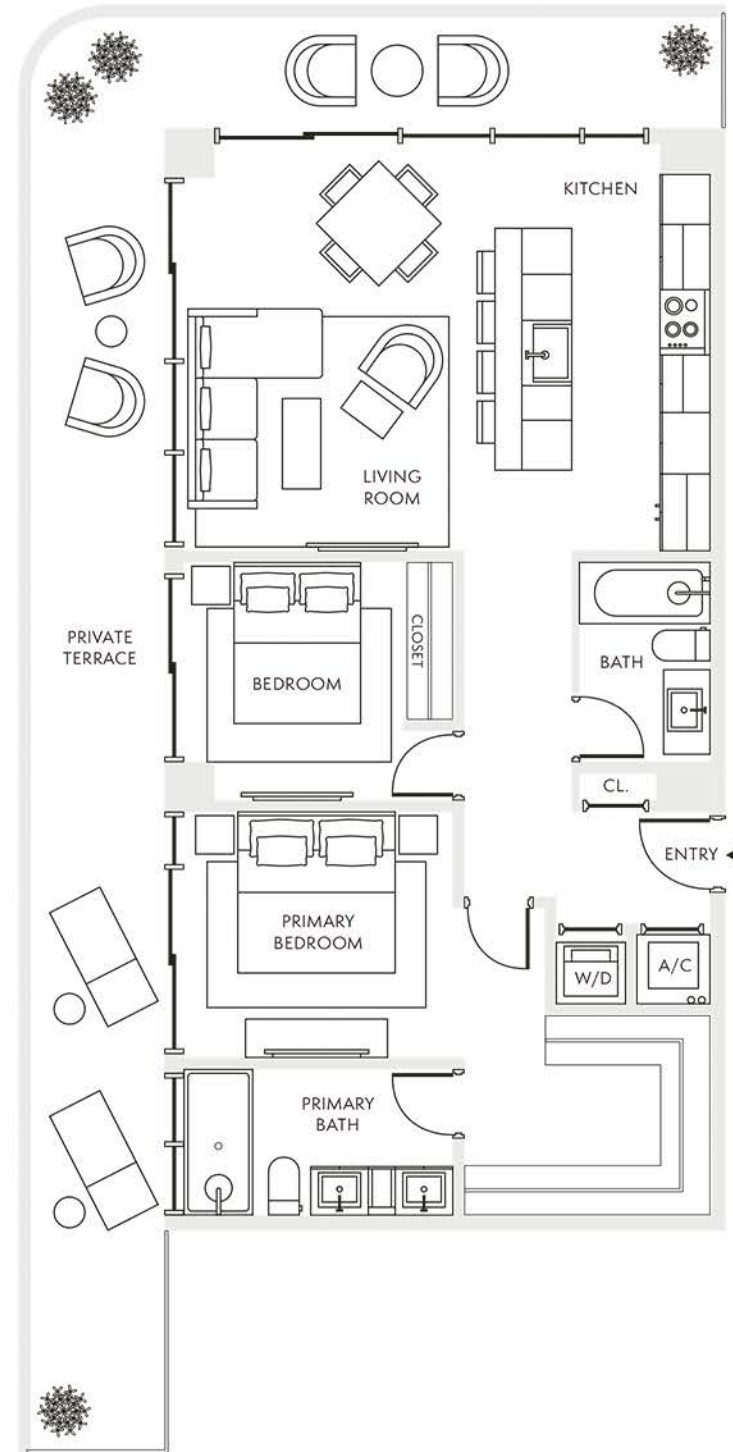 KITCHEN
LIVING
ROOM
PRIVATE
TERRACE
CLOSET
BEDROOM
BATH
CL.
ENTRY
PRIMARY
BEDROOM
W/D
A/C
PRIMARY
BATH